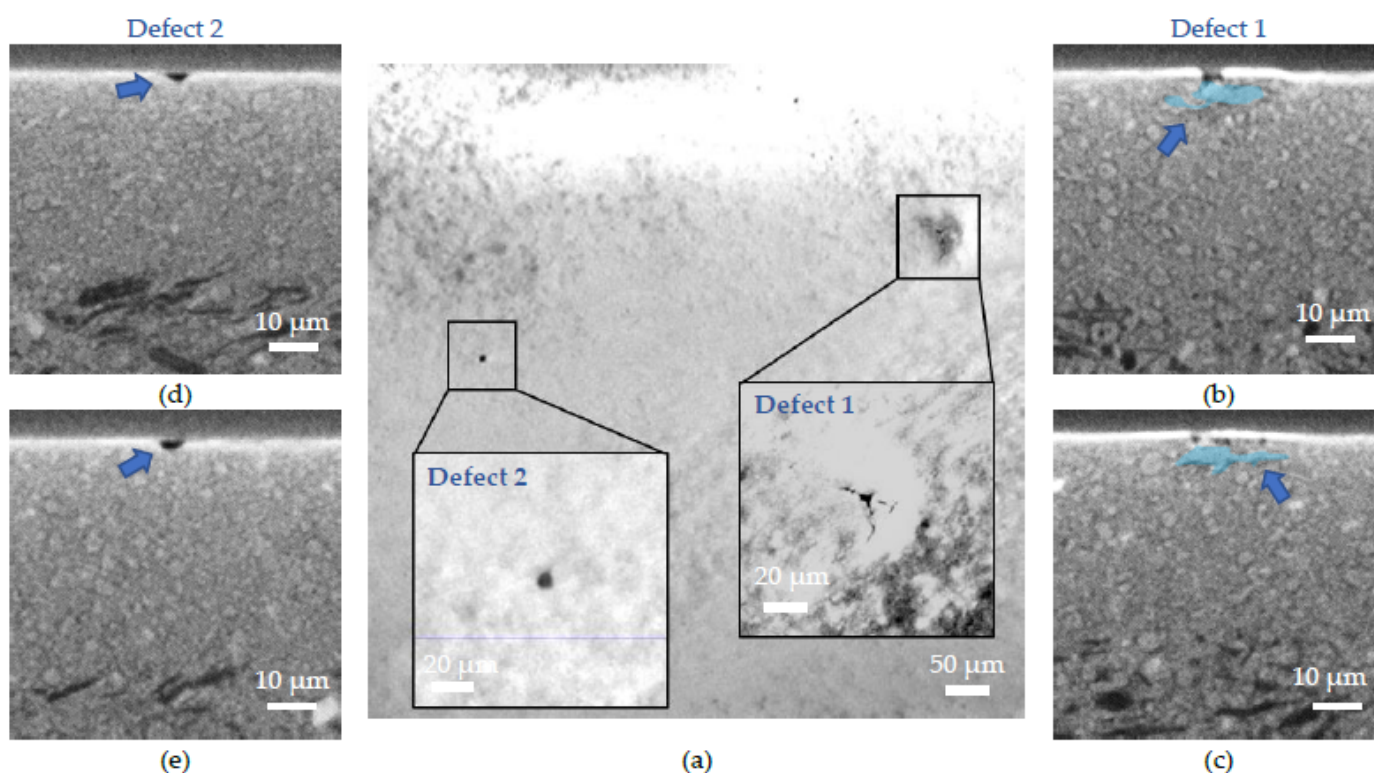 Defect 2
Defect 1
10 µm
(d)
10 µm
(b)
Defect 2
20 µm
Defect 1
20 µm
50 µm
10 µm
(e)
(a)
10 µm
(c)